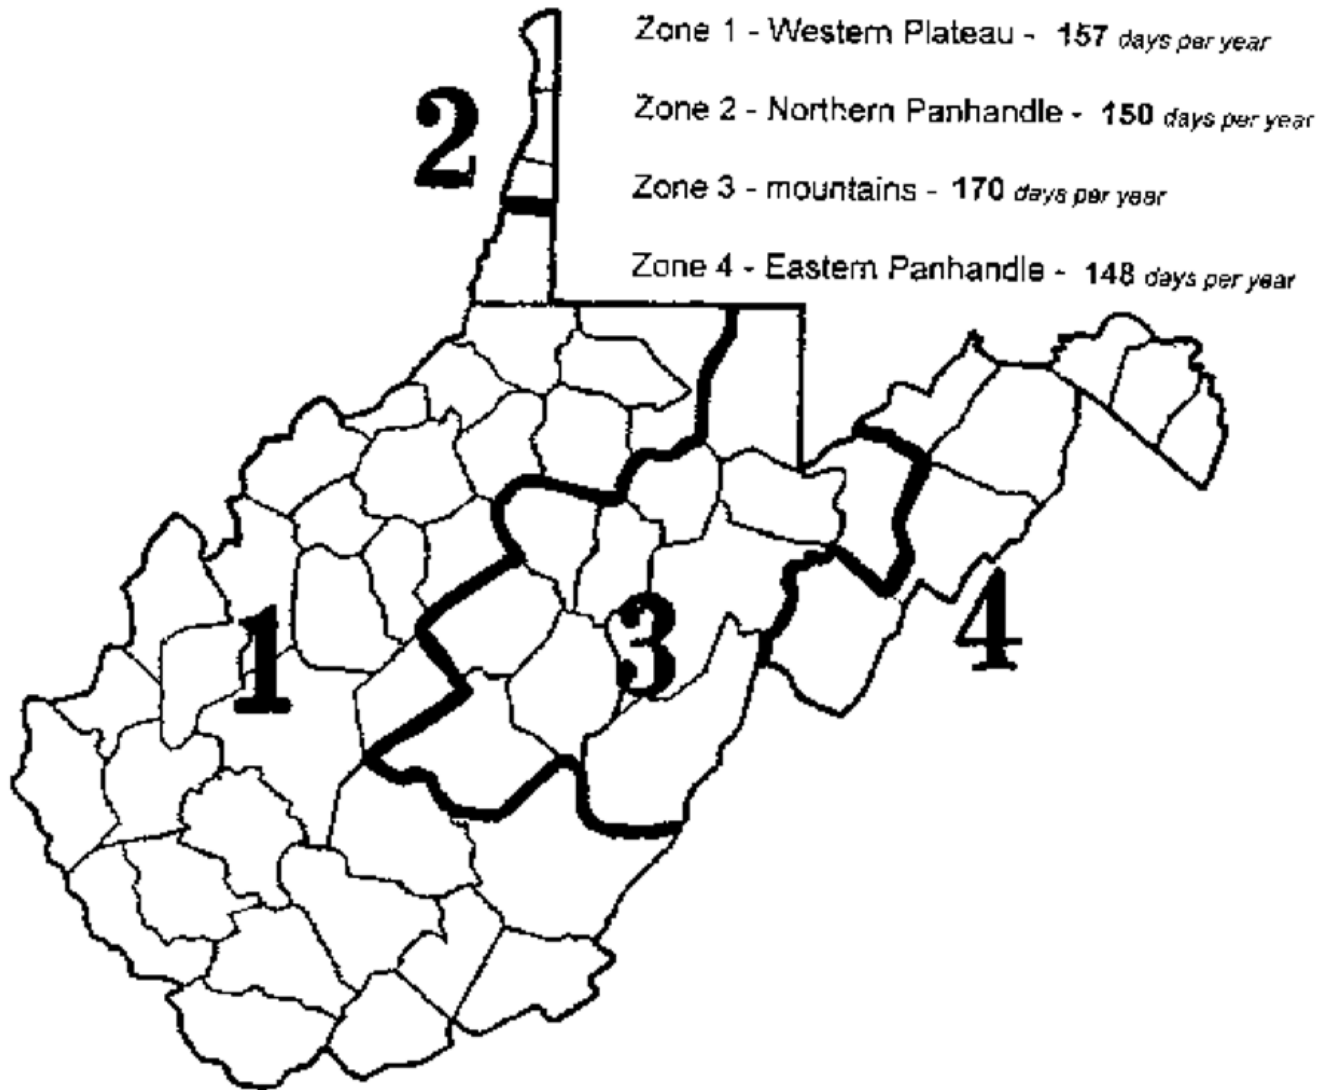 Zone 1 - Western Plateau - 157 days per year
Zone 2 - Northern Panhandle - 150 days per year
Zone 3 - mountains - 170 days per year
Zone 4 - Eastern Panhandle - 148 days per year
2
1
3
4